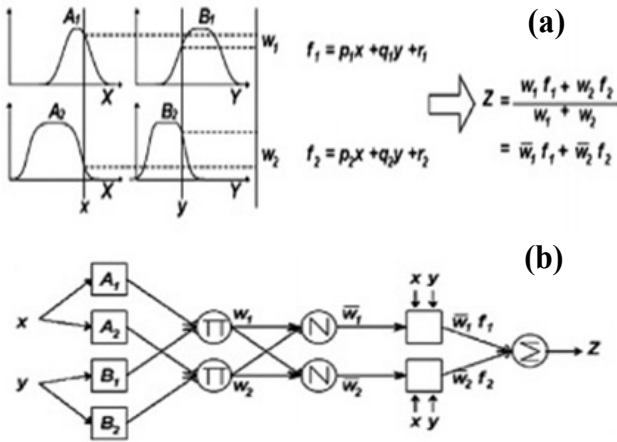 A₁ B₁ (a)
w₁ f₁ = p₁x +q₁y +r₁
X Y
Z = w₁ f₁ + w₂ f₂ / w₁ + w₂
A₂ B₂
w₂ f₂ = p₂x +q₂y +r₂
= w̅₁ f₁ + w̅₂ f₂
X Y
x y
(b)
A₁
x y
x A₂ Π w₁ N w̅₁ w̅₁ f₁
Σ Z
y B₁ Π w₂ N w̅₂ w̅₂ f₂
B₂
x y